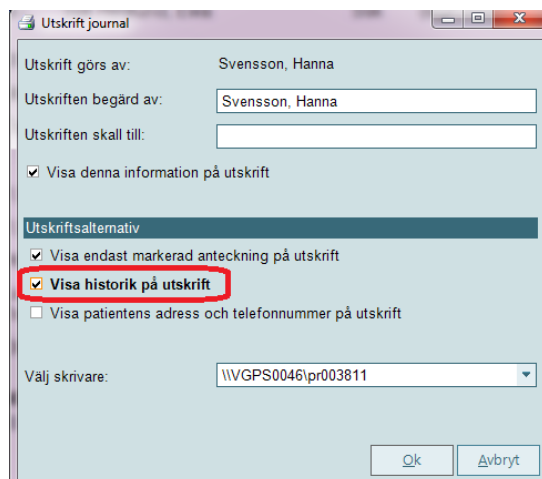 Utskrift journal
Utskrift görs av: Svensson, Hanna
Utskriften begärd av: Svensson, Hanna
Utskriften skall till:
Visa denna information på utskrift
Utskriftsalternativ
Visa endast markerad anteckning på utskrift
Visa historik på utskrift
Visa patientens adress och telefonnummer på utskrift
Välj skrivare: \\VGPS0046\pr003811
Ok Avbryt